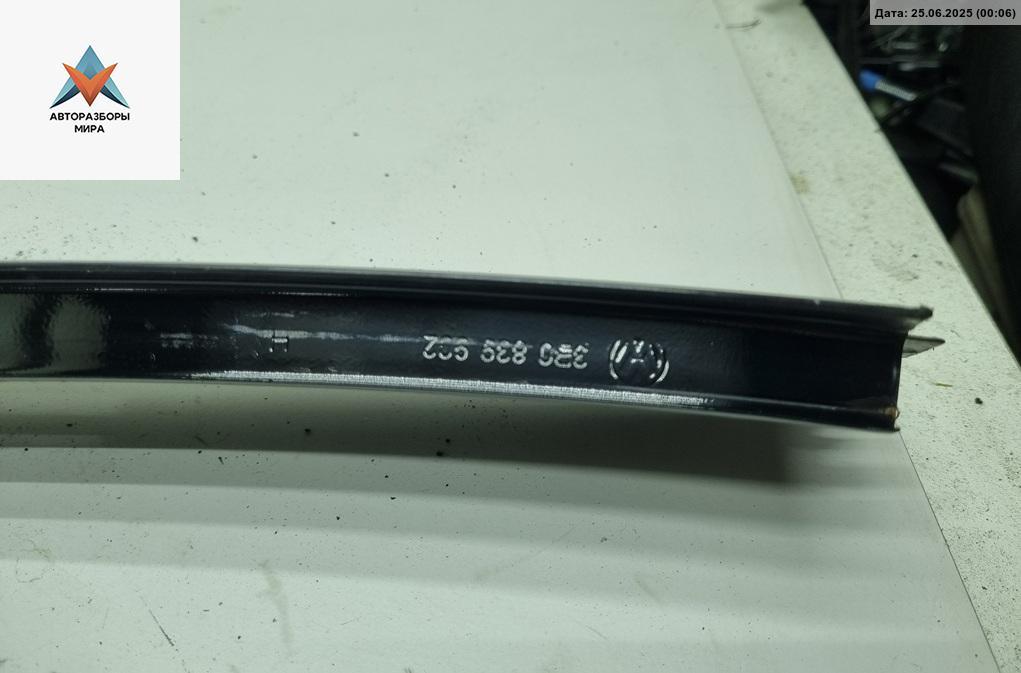 АВТОРАЗБОРЫ
МИРА
Дата: 25.06.2025 (00:06)
3B0 839 902
H